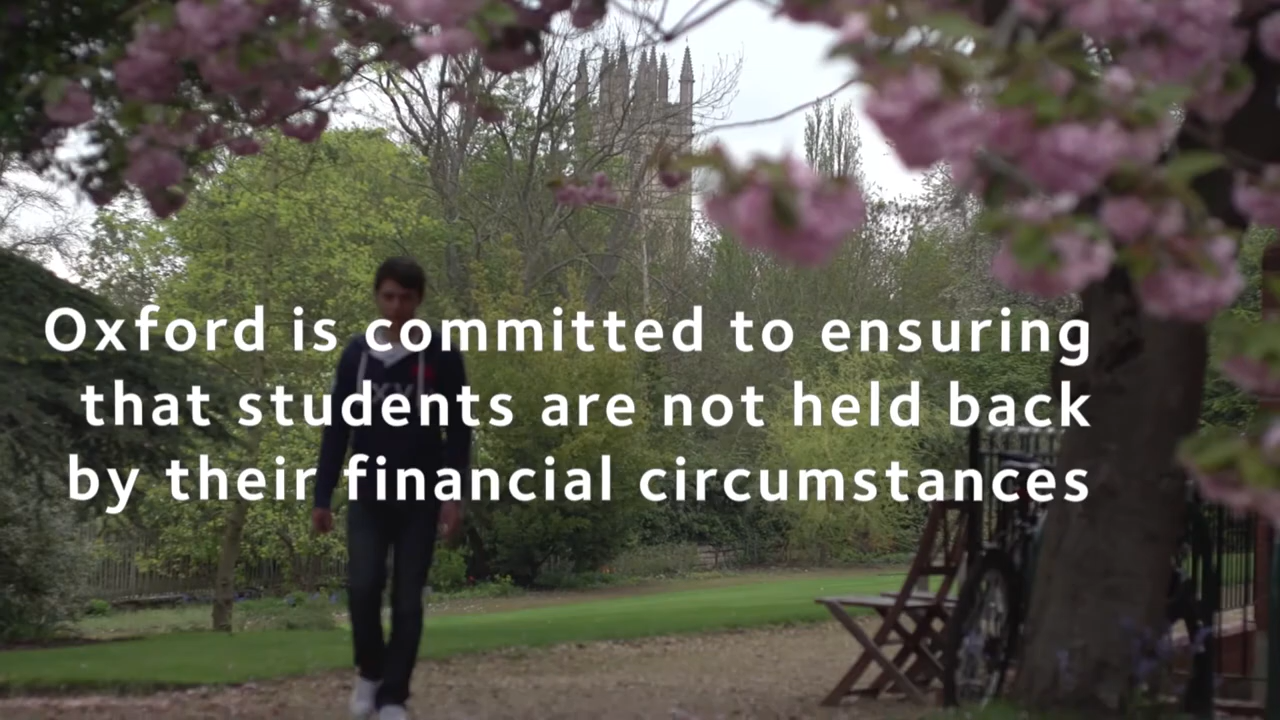 Oxford is committed to ensuring
that students are not held back
by their financial circumstances